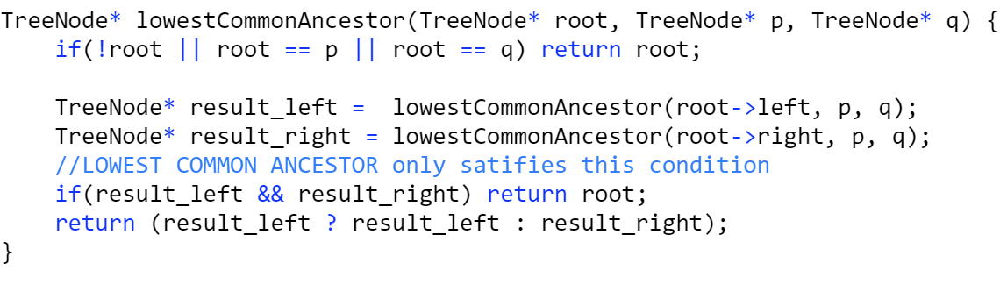 TreeNode* lowestCommonAncestor(TreeNode* root, TreeNode* p, TreeNode* q) {
    if(!root || root == p || root == q) return root;

    TreeNode* result_left =  lowestCommonAncestor(root->left, p, q);
    TreeNode* result_right = lowestCommonAncestor(root->right, p, q);
    //LOWEST COMMON ANCESTOR only satifies this condition
    if(result_left && result_right) return root;
    return (result_left ? result_left : result_right);
}